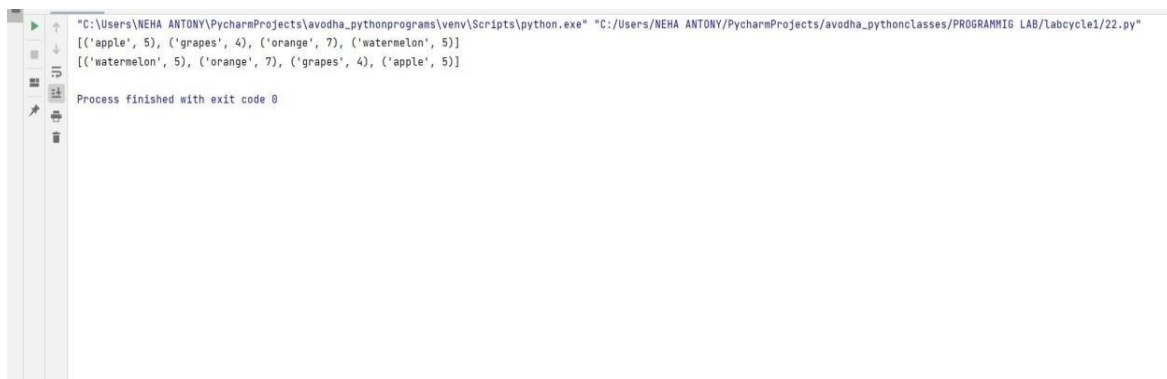 "C:\Users\NEHA ANTONY\PycharmProjects\avodha_pythonprograms\venv\Scripts\python.exe" "C:/Users/NEHA ANTONY/PycharmProjects/avodha_pythonclasses/PROGRAMMIG LAB/labcycle1/22.py"
[('apple', 5), ('grapes', 4), ('orange', 7), ('watermelon', 5)]
[('watermelon', 5), ('orange', 7), ('grapes', 4), ('apple', 5)]
Process finished with exit code 0